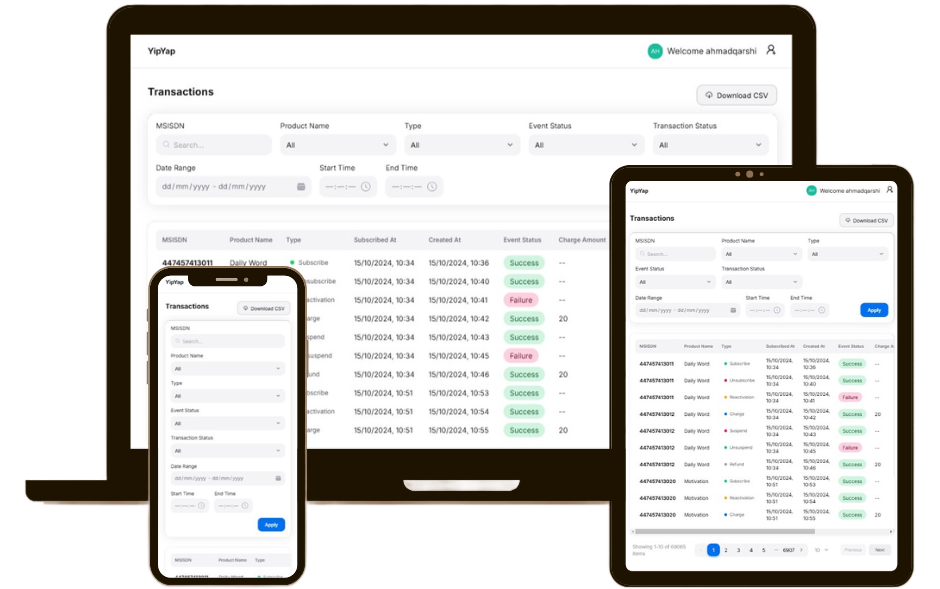 YipYap
AH Welcome ahmadqarshi
Transactions
Download CSV
MSISDN Product Name Type Event Status Transaction Status
Search... All All All All
Date Range Start Time End Time
dd/mm/yyyy - dd/mm/yyyy --:--:-- --:--:--
MSISDN Product Name Type Subscribed At Created At Event Status Charge Amount
447457413011 Daily Word Subscribe 15/10/2024, 10:34 15/10/2024, 10:36 Success --
subscribe 15/10/2024, 10:34 15/10/2024, 10:40 Success --
activation 15/10/2024, 10:34 15/10/2024, 10:41 Failure --
arge 15/10/2024, 10:34 15/10/2024, 10:42 Success 20
spend 15/10/2024, 10:34 15/10/2024, 10:43 Success --
suspend 15/10/2024, 10:34 15/10/2024, 10:45 Failure --
und 15/10/2024, 10:34 15/10/2024, 10:46 Success 20
bscribe 15/10/2024, 10:51 15/10/2024, 10:53 Success --
activation 15/10/2024, 10:51 15/10/2024, 10:54 Success --
arge 15/10/2024, 10:51 15/10/2024, 10:55 Success 20
YipYap
Transactions
Download CSV
MSISDN
Search...
Product Name
All
Type
All
Event Status
All
Transaction Status
All
Date Range
dd/mm/yyyy - dd/mm/yyyy
Start Time End Time
--:--:-- --:--:--
Apply
MSISDN Product Name Type
YipYap
Welcome ahmadqarshi
Transactions
Download CSV
MSISDN Product Name Type
Search... All All
Event Status Transaction Status
All All
Date Range Start Time End Time
dd/mm/yyyy - dd/mm/yyyy --:--:-- --:--:-- Apply
MSISDN Product Name Type Subscribed At Created At Event Status Charge A
447457413011 Daily Word Subscribe 15/10/2024, 10:34 15/10/2024, 10:36 Success --
447457413011 Daily Word Unsubscribe 15/10/2024, 10:34 15/10/2024, 10:40 Success --
447457413011 Daily Word Reactivation 15/10/2024, 10:34 15/10/2024, 10:41 Failure --
447457413012 Daily Word Charge 15/10/2024, 10:34 15/10/2024, 10:42 Success 20
447457413012 Daily Word Suspend 15/10/2024, 10:34 15/10/2024, 10:43 Success --
447457413012 Daily Word Unsuspend 15/10/2024, 10:34 15/10/2024, 10:45 Failure --
447457413012 Daily Word Refund 15/10/2024, 10:34 15/10/2024, 10:46 Success 20
447457413020 Motivation Subscribe 15/10/2024, 10:51 15/10/2024, 10:53 Success --
447457413020 Motivation Reactivation 15/10/2024, 10:51 15/10/2024, 10:54 Success --
447457413020 Motivation Charge 15/10/2024, 10:51 15/10/2024, 10:55 Success 20
Showing 1-10 of 69065 items
1 2 3 4 5 ··· 6907 > 10 Previous Next